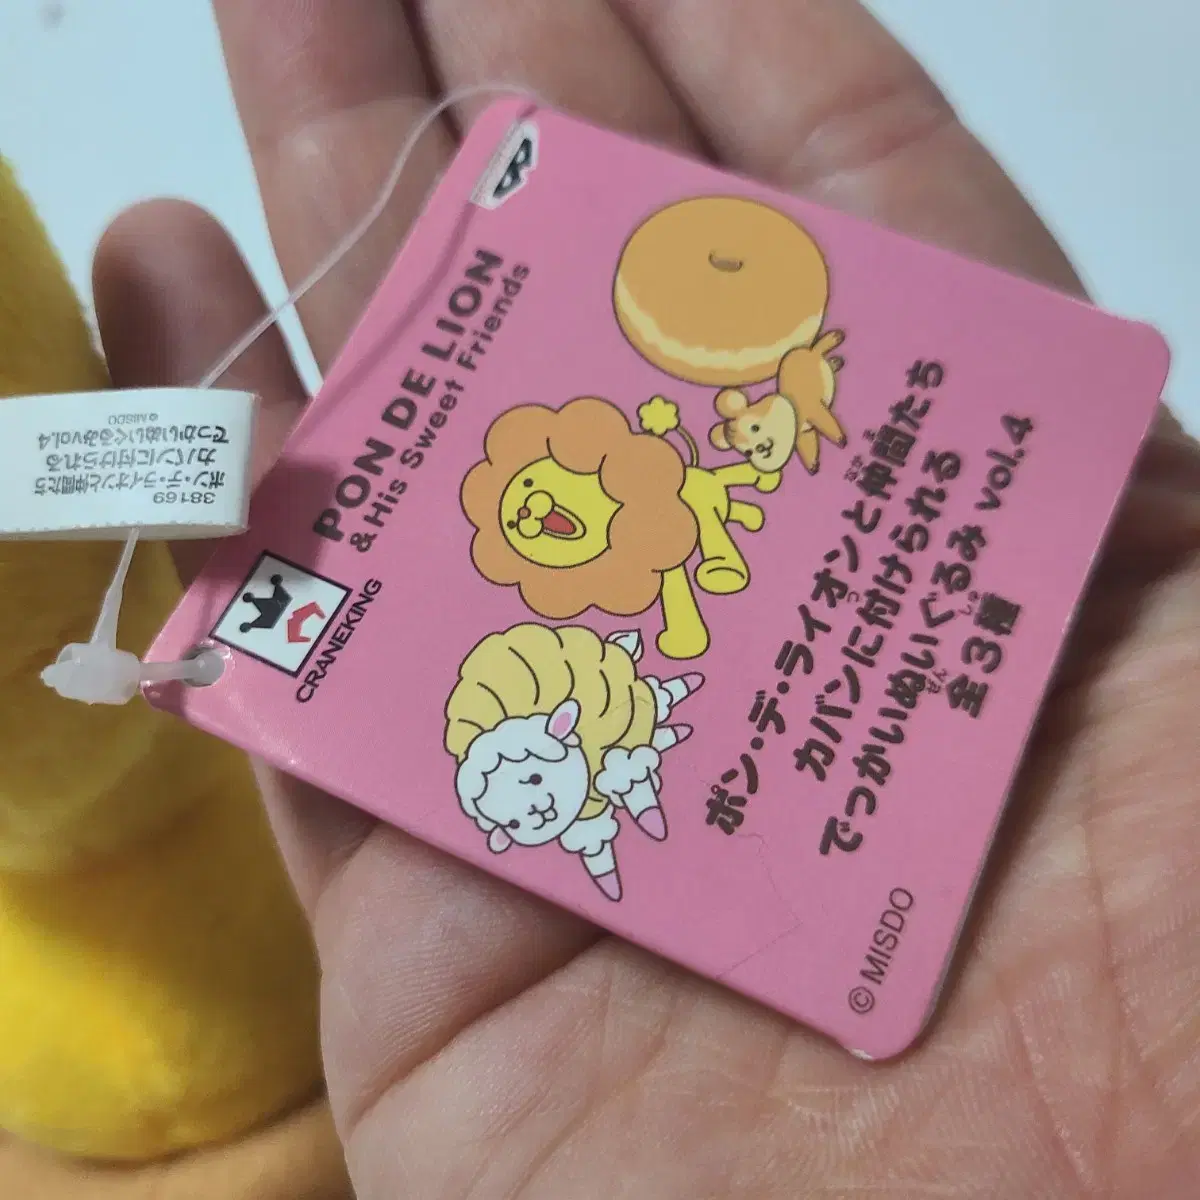 PON DE LION
& His Sweet Friends
CRANEKING
ポン・デ・ライオンと仲間たち
カバンに付けられる
でっかいぬいぐるみ vol.4
全3種
©MISDO
38169
ポン・デ・ライオンと仲間たち
カバンに付けられる
でっかいぬいぐるみvol.4
©MISDO